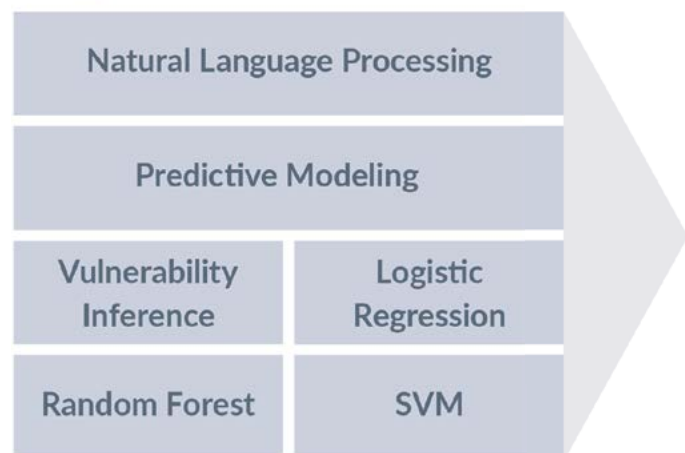 Natural Language Processing
Predictive Modeling
Vulnerability
Inference
Logistic
Regression
Random Forest
SVM